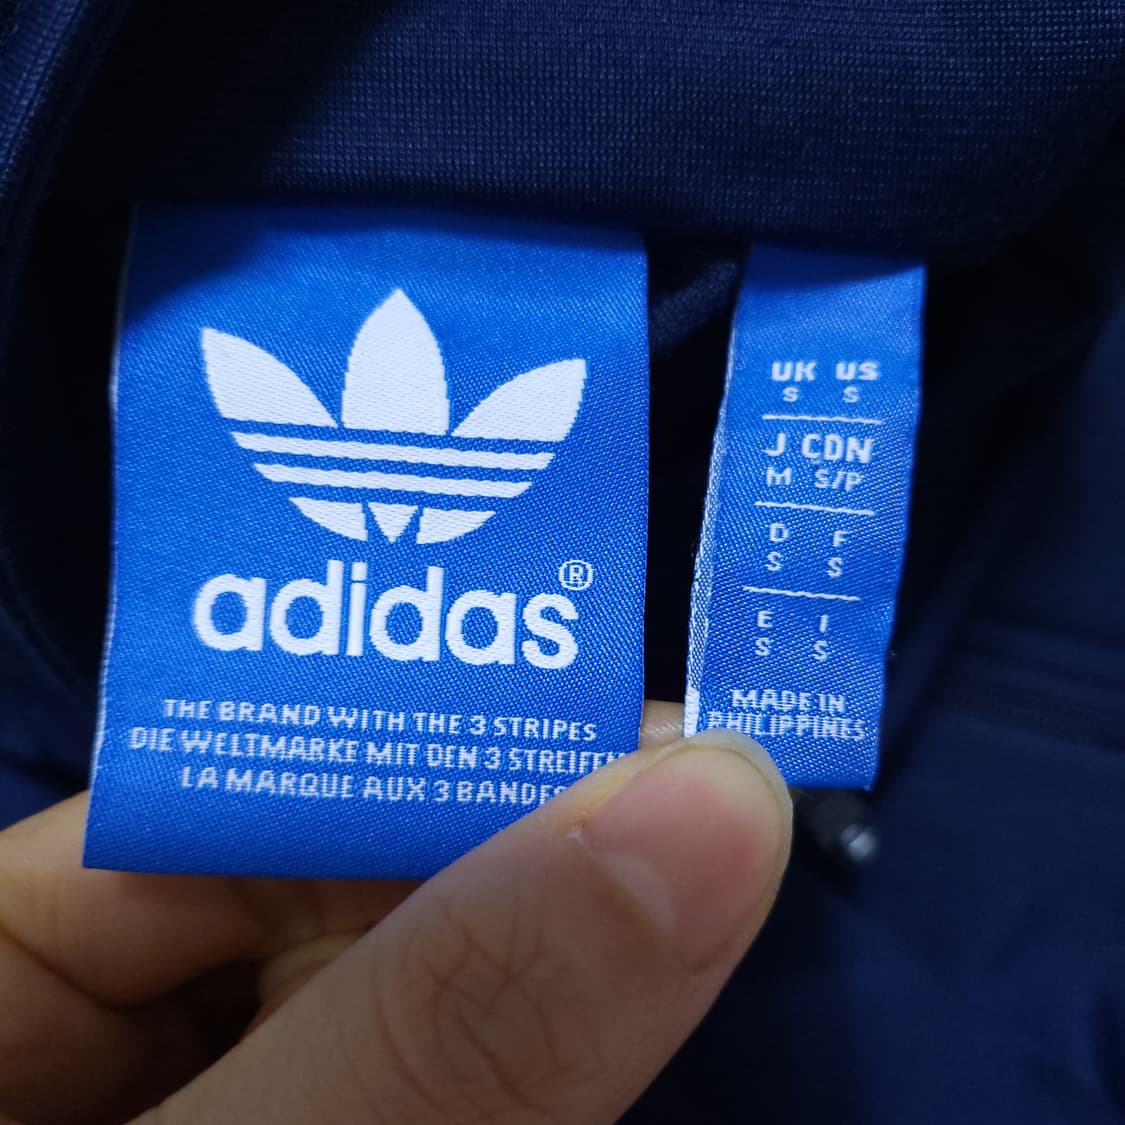 adidas®
THE BRAND WITH THE 3 STRIPES
DIE WELTMARKE MIT DEN 3 STREIFEN
LA MARQUE AUX 3 BANDES
UK US
S S
J CDN
M S/P
D F
S S
E I
S S
MADE IN
PHILIPPINES